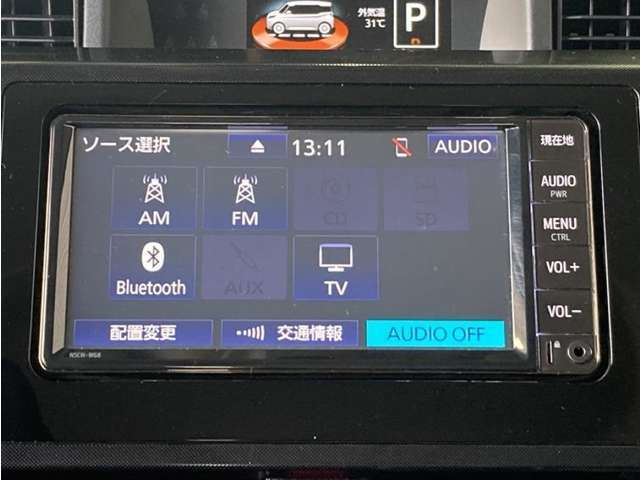 外気温
31℃
P
P
ソース選択
13:11
AUDIO
AM
FM
CD
SD
Bluetooth
AUX
TV
配置変更
交通情報
AUDIO OFF
現在地
AUDIO
PWR
MENU
CTRL
VOL+
VOL-
NSCN-W68